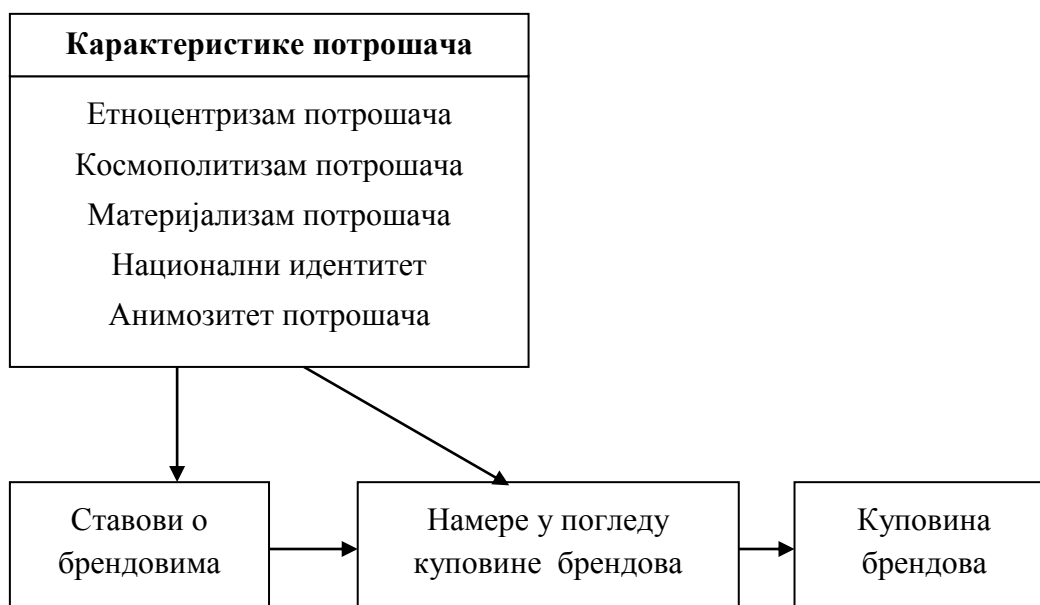 Карактеристике потрошача
Етноцентризам потрошача
Космополитизам потрошача
Материјализам потрошача
Национални идентитет
Анимозитет потрошача
Ставови о
брендовима
Намере у погледу
куповине брендова
Куповина
брендова